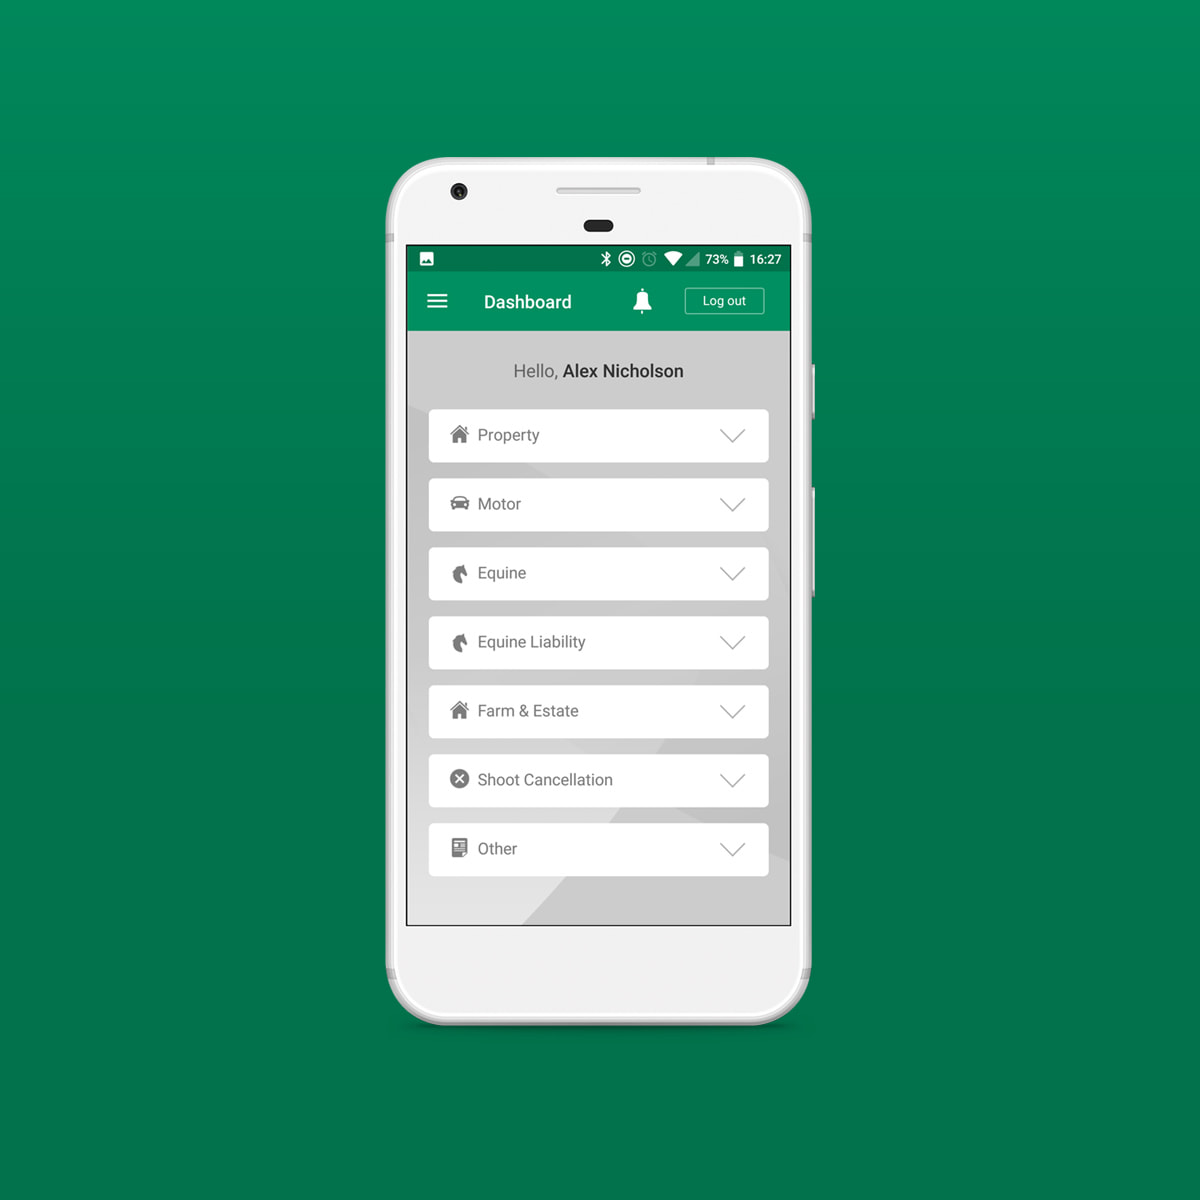 73% 16:27
Dashboard Log out
Hello, Alex Nicholson
Property
Motor
Equine
Equine Liability
Farm & Estate
Shoot Cancellation
Other